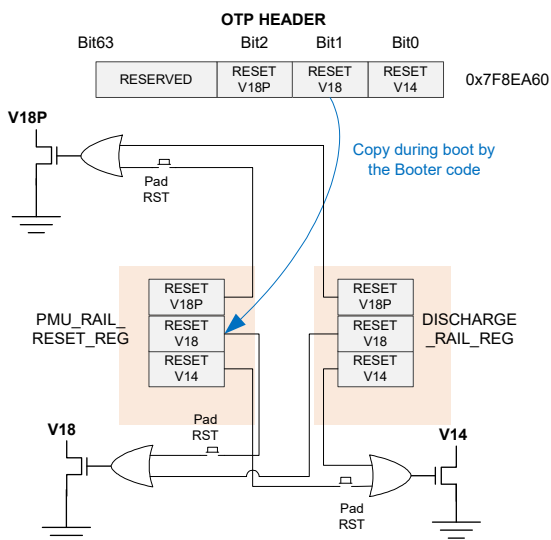 OTP HEADER
Bit63
Bit2
Bit1
Bit0
RESERVED
RESET
V18P
RESET
V18
RESET
V14
0x7F8EA60
V18P
Pad
RST
Copy during boot by
the Booter code
PMU_RAIL_
RESET_REG
RESET
V18P
RESET
V18
RESET
V14
RESET
V18P
RESET
V18
RESET
V14
DISCHARGE
_RAIL_REG
V18
Pad
RST
V14
Pad
RST